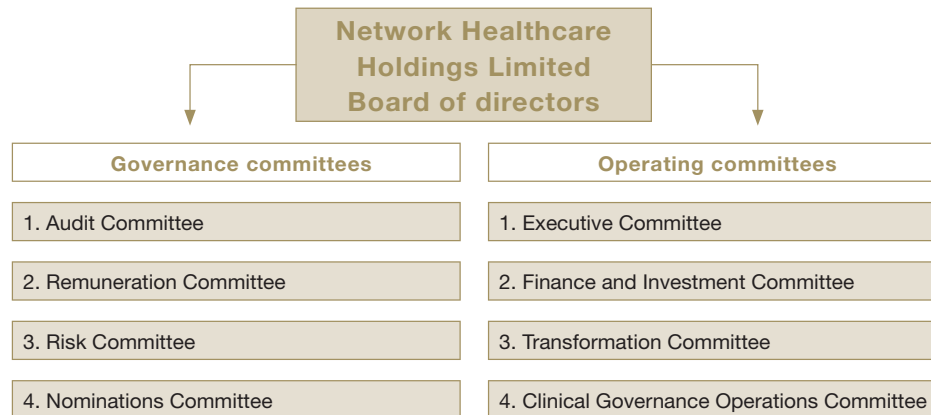 Network Healthcare
Holdings Limited
Board of directors
Governance committees
1. Audit Committee
2. Remuneration Committee
3. Risk Committee
4. Nominations Committee
Operating committees
1. Executive Committee
2. Finance and Investment Committee
3. Transformation Committee
4. Clinical Governance Operations Committee